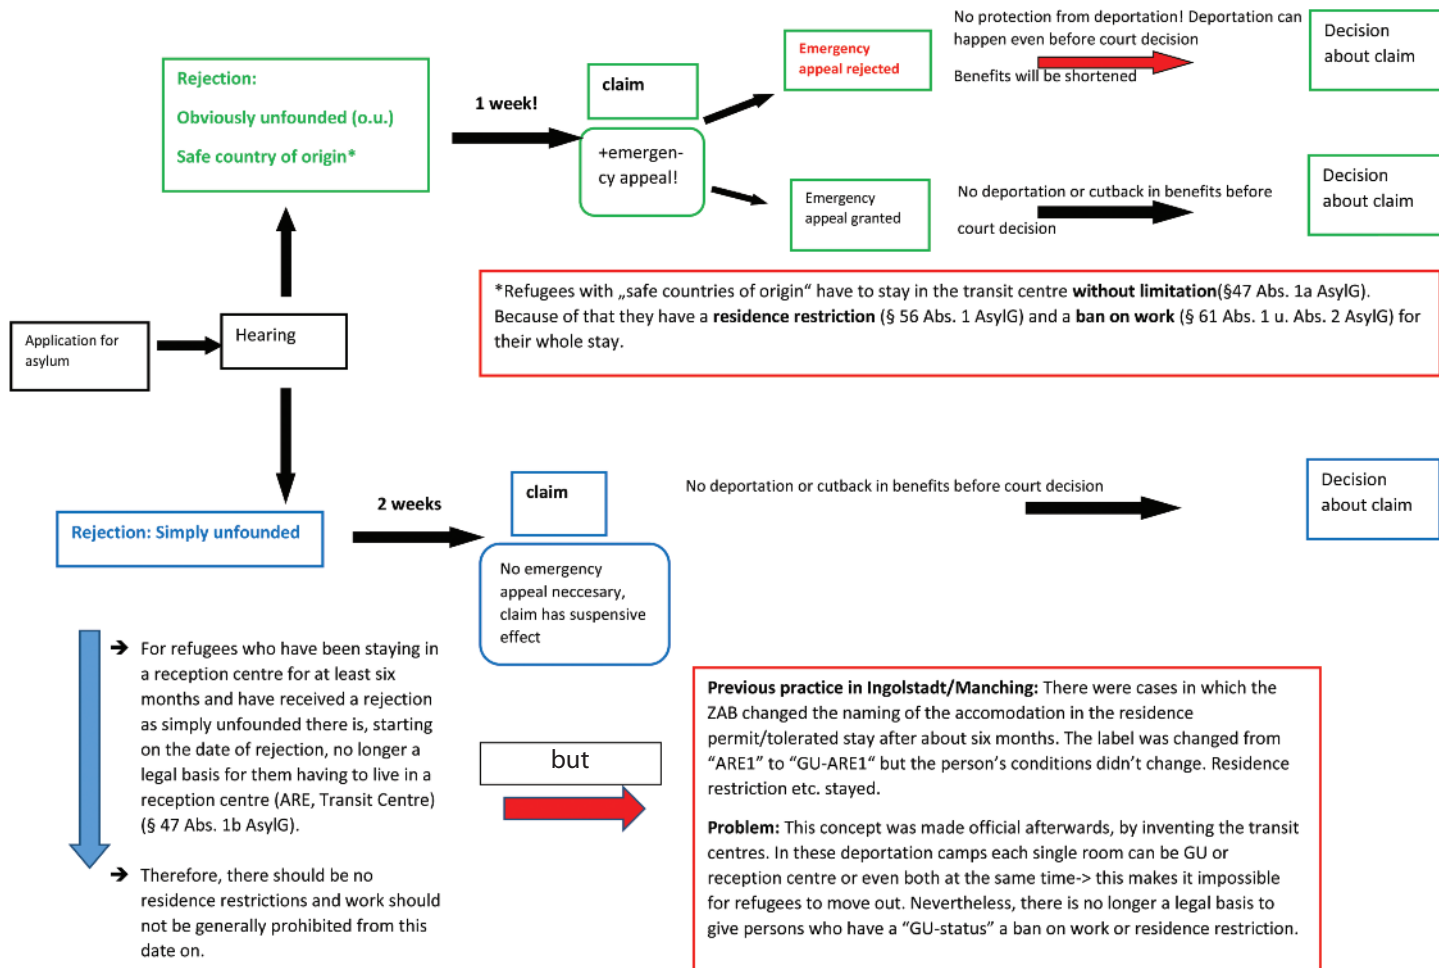 No protection from deportation! Deportation can
happen even before court decision
Benefits will be shortened
Decision
about claim
Emergency
appeal rejected
Rejection:
Obviously unfounded (o.u.)
Safe country of origin*
1 week!
claim
+emergen-
cy appeal!
Emergency
appeal granted
No deportation or cutback in benefits before
court decision
Decision
about claim
*Refugees with „safe countries of origin“ have to stay in the transit centre without limitation(§47 Abs. 1a AsylG).
Because of that they have a residence restriction (§ 56 Abs. 1 AsylG) and a ban on work (§ 61 Abs. 1 u. Abs. 2 AsylG) for
their whole stay.
Application for
asylum
Hearing
Rejection: Simply unfounded
2 weeks
claim
No emergency
appeal neccesary,
claim has suspensive
effect
No deportation or cutback in benefits before court decision
Decision
about claim
➔ For refugees who have been staying in
a reception centre for at least six
months and have received a rejection
as simply unfounded there is, starting
on the date of rejection, no longer a
legal basis for them having to live in a
reception centre (ARE, Transit Centre)
(§ 47 Abs. 1b AsylG).
➔ Therefore, there should be no
residence restrictions and work should
not be generally prohibited from this
date on.
but
Previous practice in Ingolstadt/Manching: There were cases in which the
ZAB changed the naming of the accomodation in the residence
permit/tolerated stay after about six months. The label was changed from
“ARE1” to “GU-ARE1“ but the person’s conditions didn’t change. Residence
restriction etc. stayed.
Problem: This concept was made official afterwards, by inventing the transit
centres. In these deportation camps each single room can be GU or
reception centre or even both at the same time-> this makes it impossible
for refugees to move out. Nevertheless, there is no longer a legal basis to
give persons who have a “GU-status” a ban on work or residence restriction.